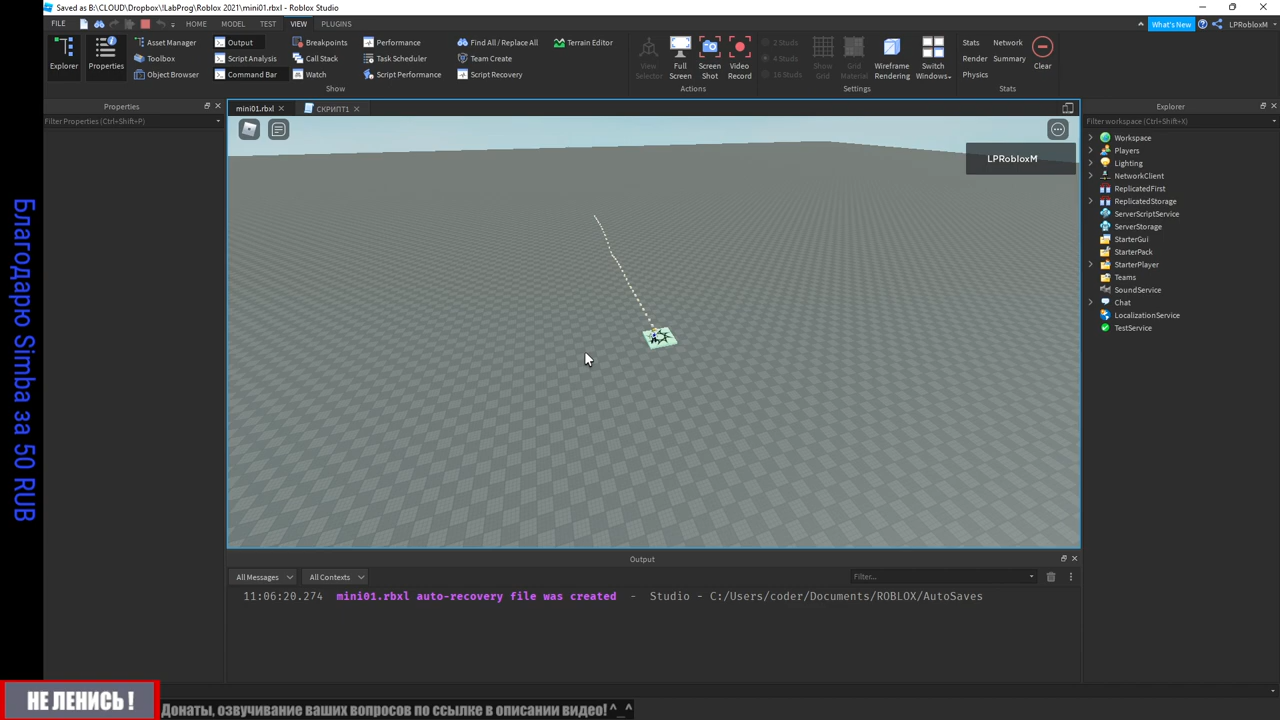 Saved as B:\CLOUD\Dropbox\!LabProg\Roblox 2021\mini01.rbxl - Roblox Studio
FILE HOME MODEL TEST VIEW PLUGINS
What's New LPRobloxM
Explorer
Properties
Asset Manager
Toolbox
Object Browser
Output
Script Analysis
Command Bar
Breakpoints
Call Stack
Watch
Performance
Task Scheduler
Script Performance
Find All / Replace All
Team Create
Script Recovery
Terrain Editor
Show
View Selector
Full Screen
Screen Shot
Video Record
Actions
2 Studs
4 Studs
16 Studs
Show Grid
Grid Material
Wireframe Rendering
Switch Windows
Settings
Stats
Render
Physics
Network
Summary
Clear
Stats
Properties
Filter Properties (Ctrl+Shift+P)
mini01.rbxl
СКРИПТ1
LPRobloxM
Explorer
Filter workspace (Ctrl+Shift+X)
Workspace
Players
Lighting
NetworkClient
ReplicatedFirst
ReplicatedStorage
ServerScriptService
ServerStorage
StarterGui
StarterPack
StarterPlayer
Teams
SoundService
Chat
LocalizationService
TestService
Output
All Messages
All Contexts
Filter...
11:06:20.274 mini01.rbxl auto-recovery file was created - Studio - C:/Users/coder/Documents/ROBLOX/AutoSaves
Благодарю Simba за 50 RUB
НЕ ЛЕНИСЬ !
Донаты, озвучивание ваших вопросов по ссылке в описании видео! ^_^